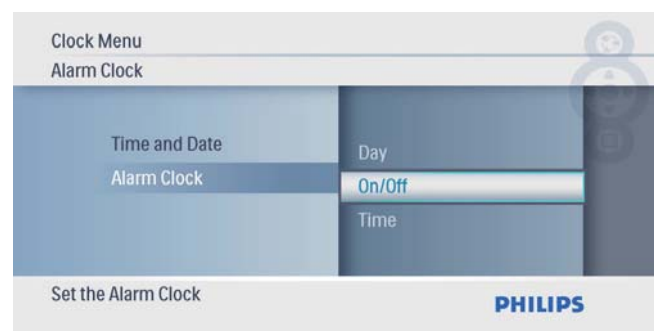 Clock Menu
Alarm Clock
Time and Date
Alarm Clock
Day
On/Off
Time
Set the Alarm Clock
PHILIPS